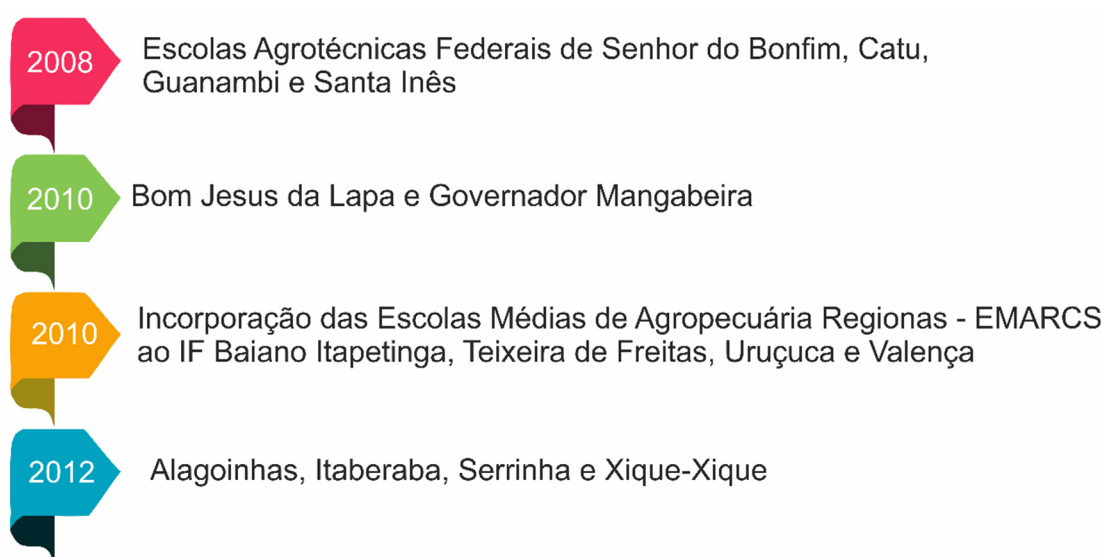 2008
Escolas Agrotécnicas Federais de Senhor do Bonfim, Catu,
Guanambi e Santa Inês
2010
Bom Jesus da Lapa e Governador Mangabeira
2010
Incorporação das Escolas Médias de Agropecuária Regionas - EMARCS
ao IF Baiano Itapetinga, Teixeira de Freitas, Uruçuca e Valença
2012
Alagoinhas, Itaberaba, Serrinha e Xique-Xique